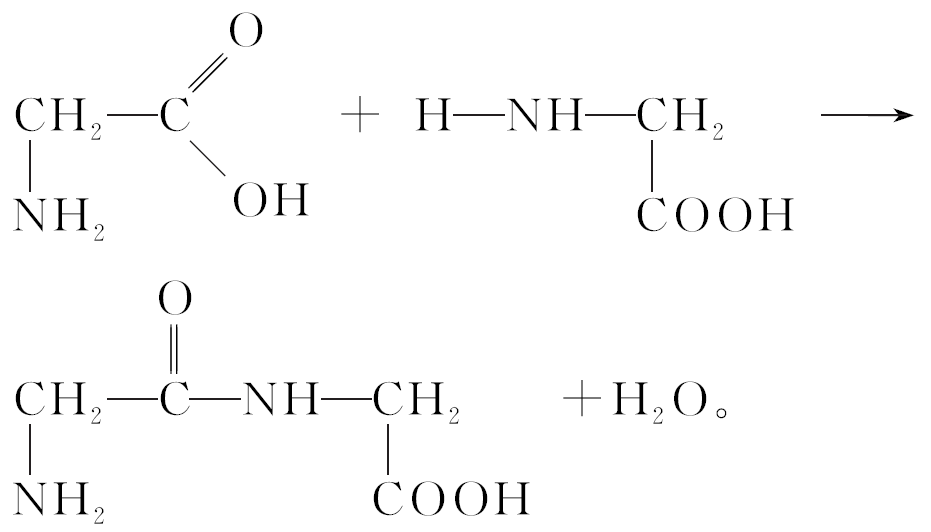 O
CH₂—C + H—NH—CH₂ ⟶
NH₂ OH COOH
O
CH₂—C—NH—CH₂ +H₂O。
NH₂ COOH